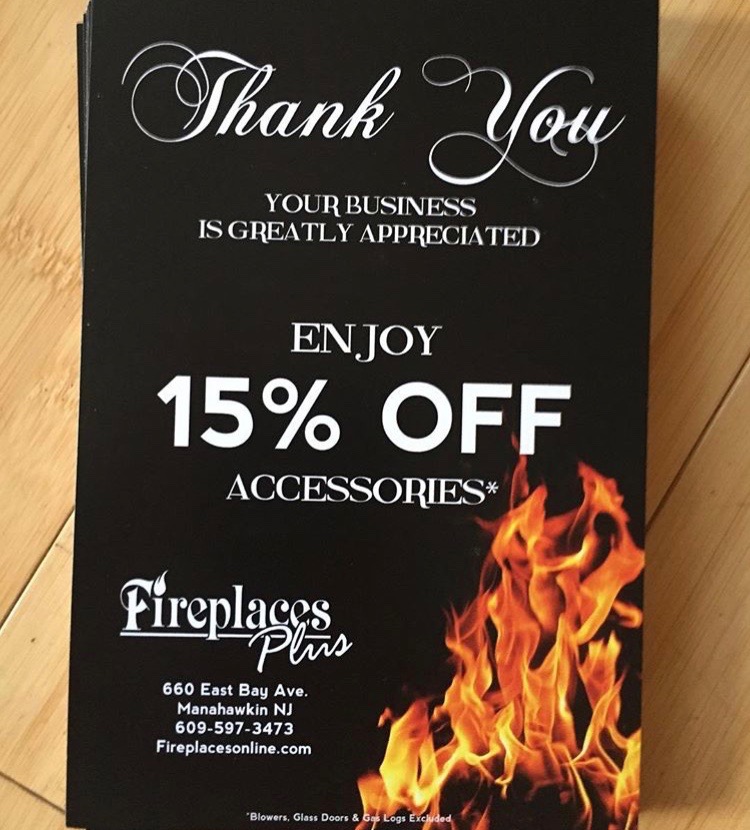 Thank You
YOUR BUSINESS
IS GREATLY APPRECIATED
ENJOY
15% OFF
ACCESSORIES*
Fireplaces
Plus
660 East Bay Ave.
Manahawkin NJ
609-597-3473
Fireplacesonline.com
*Blowers, Glass Doors & Gas Logs Excluded